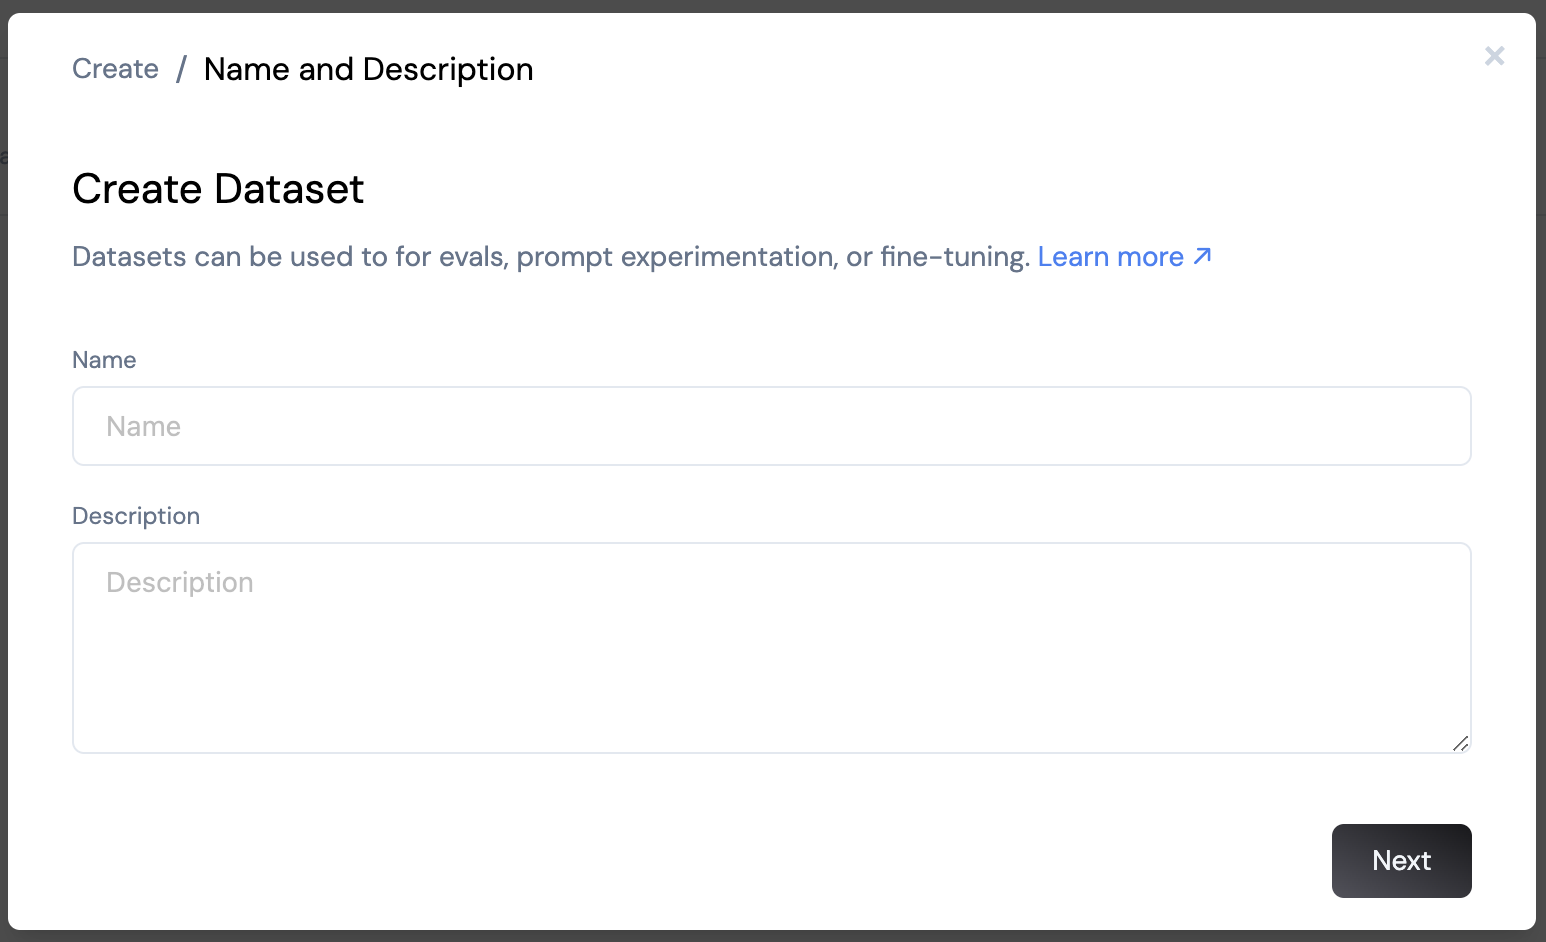 Create / Name and Description
Create Dataset
Datasets can be used to for evals, prompt experimentation, or fine-tuning. Learn more ↗
Name
Name
Description
Description
Next